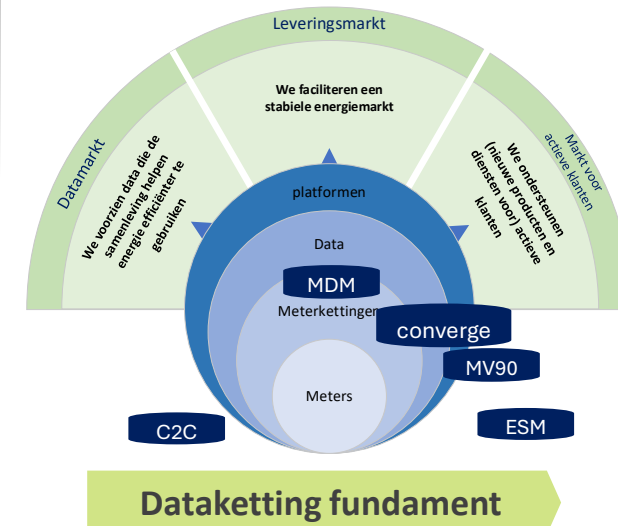 Leveringsmarkt
Datamarkt
Markt voor
actieve klanten
We faciliteren een
stabiele energiemarkt
We voorzien data die de
samenleving helpen
energie efficiënter te
gebruiken
We ondersteunen
(nieuwe producten en
diensten voor) actieve
klanten
platformen
Data
MDM
Meterkettingen
converge
MV90
Meters
C2C
ESM
Dataketting fundament